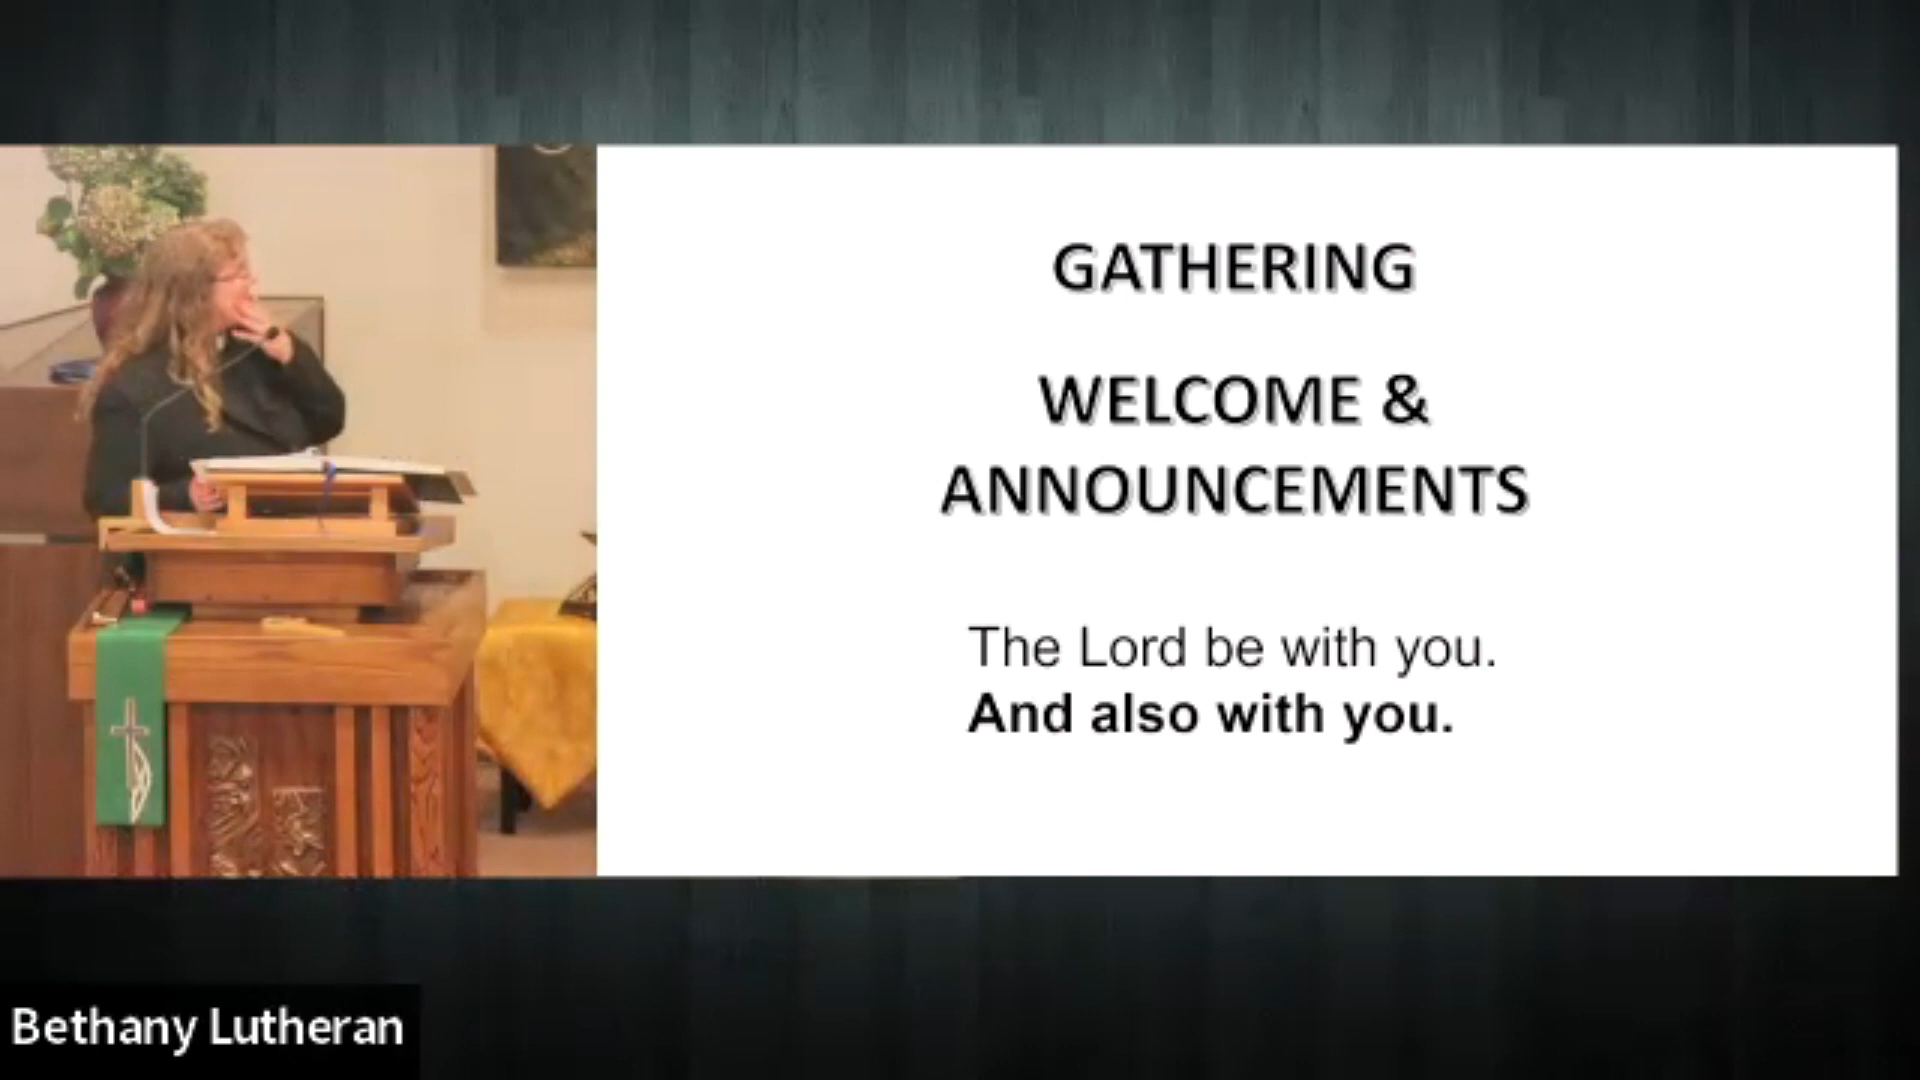 GATHERING
WELCOME &
ANNOUNCEMENTS
The Lord be with you.
And also with you.
Bethany Lutheran